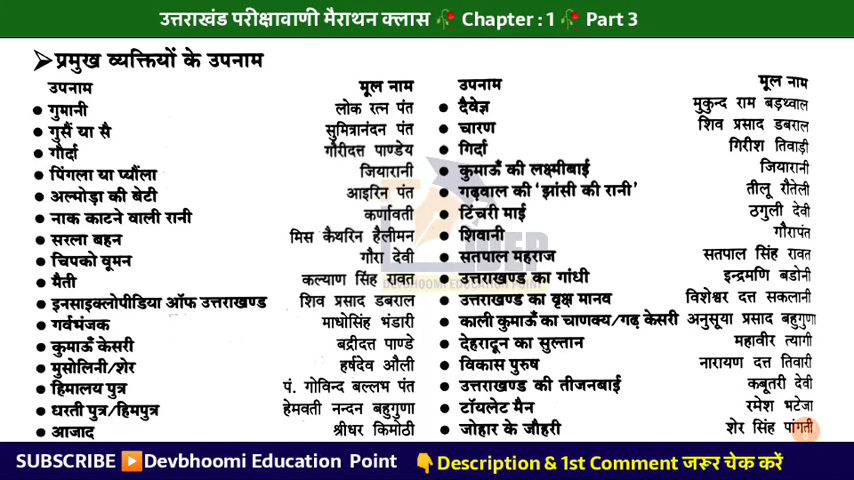 उत्तराखंड परीक्षावाणी मैराथन क्लास Chapter : 1 Part 3
प्रमुख व्यक्तियों के उपनाम
उपनाम मूल नाम
गुमानी लोक रत्न पंत
गुसैं या सै सुमित्रानंदन पंत
गौर्दा गौरीदत्त पाण्डेय
पिंगला या प्यौंला जियारानी
अल्मोड़ा की बेटी आइरिन पंत
नाक काटने वाली रानी कर्णावती
सरला बहन मिस कैथरिन हैलीमन
चिपको वूमन गौरा देवी
मैती कल्याण सिंह रावत
इनसाइक्लोपीडिया ऑफ उत्तराखण्ड शिव प्रसाद डबराल
गर्वभंजक माधोसिंह भंडारी
कुमाऊँ केसरी बद्रीदत्त पाण्डे
मुसोलिनी/शेर हर्षदेव औली
हिमालय पुत्र पं. गोविन्द बल्लभ पंत
धरती पुत्र/हिमपुत्र हेमवती नन्दन बहुगुणा
आजाद श्रीधर किमोठी
उपनाम मूल नाम
दैवेज्ञ मुकुन्द राम बड़थ्वाल
चारण शिव प्रसाद डबराल
गिर्दा गिरीश तिवाड़ी
कुमाऊँ की लक्ष्मीबाई जियारानी
गढ़वाल की 'झांसी की रानी' तीलू रौतेली
टिंचरी माई ठगुली देवी
शिवानी गौरापंत
सतपाल महराज सतपाल सिंह रावत
उत्तराखण्ड का गांधी इन्द्रमणि बडोनी
उत्तराखण्ड का वृक्ष मानव विशेश्वर दत्त सकलानी
काली कुमाऊँ का चाणक्य/गढ़ केसरी अनुसूया प्रसाद बहुगुणा
देहरादून का सुल्तान महावीर त्यागी
विकास पुरुष नारायण दत्त तिवारी
उत्तराखण्ड की तीजनबाई कबूतरी देवी
टॉयलेट मैन रमेश भटेजा
जोहार के जौहरी शेर सिंह पांगती
DEP
DEVBHOOMI EDUCATION POINT
SUBSCRIBE Devbhoomi Education Point Description & 1st Comment जरूर चेक करें